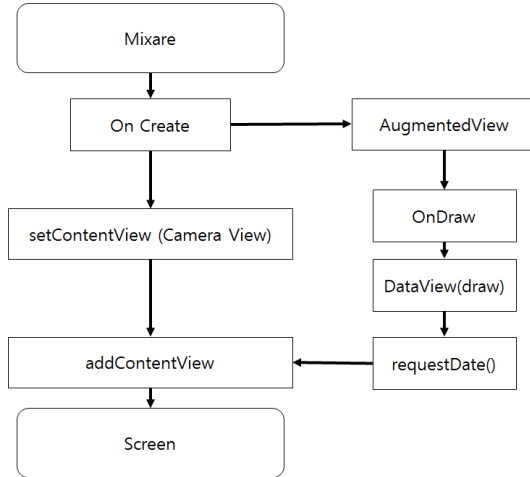 Mixare
On Create
AugmentedView
OnDraw
setContentView (Camera View)
DataView(draw)
addContentView
requestDate()
Screen